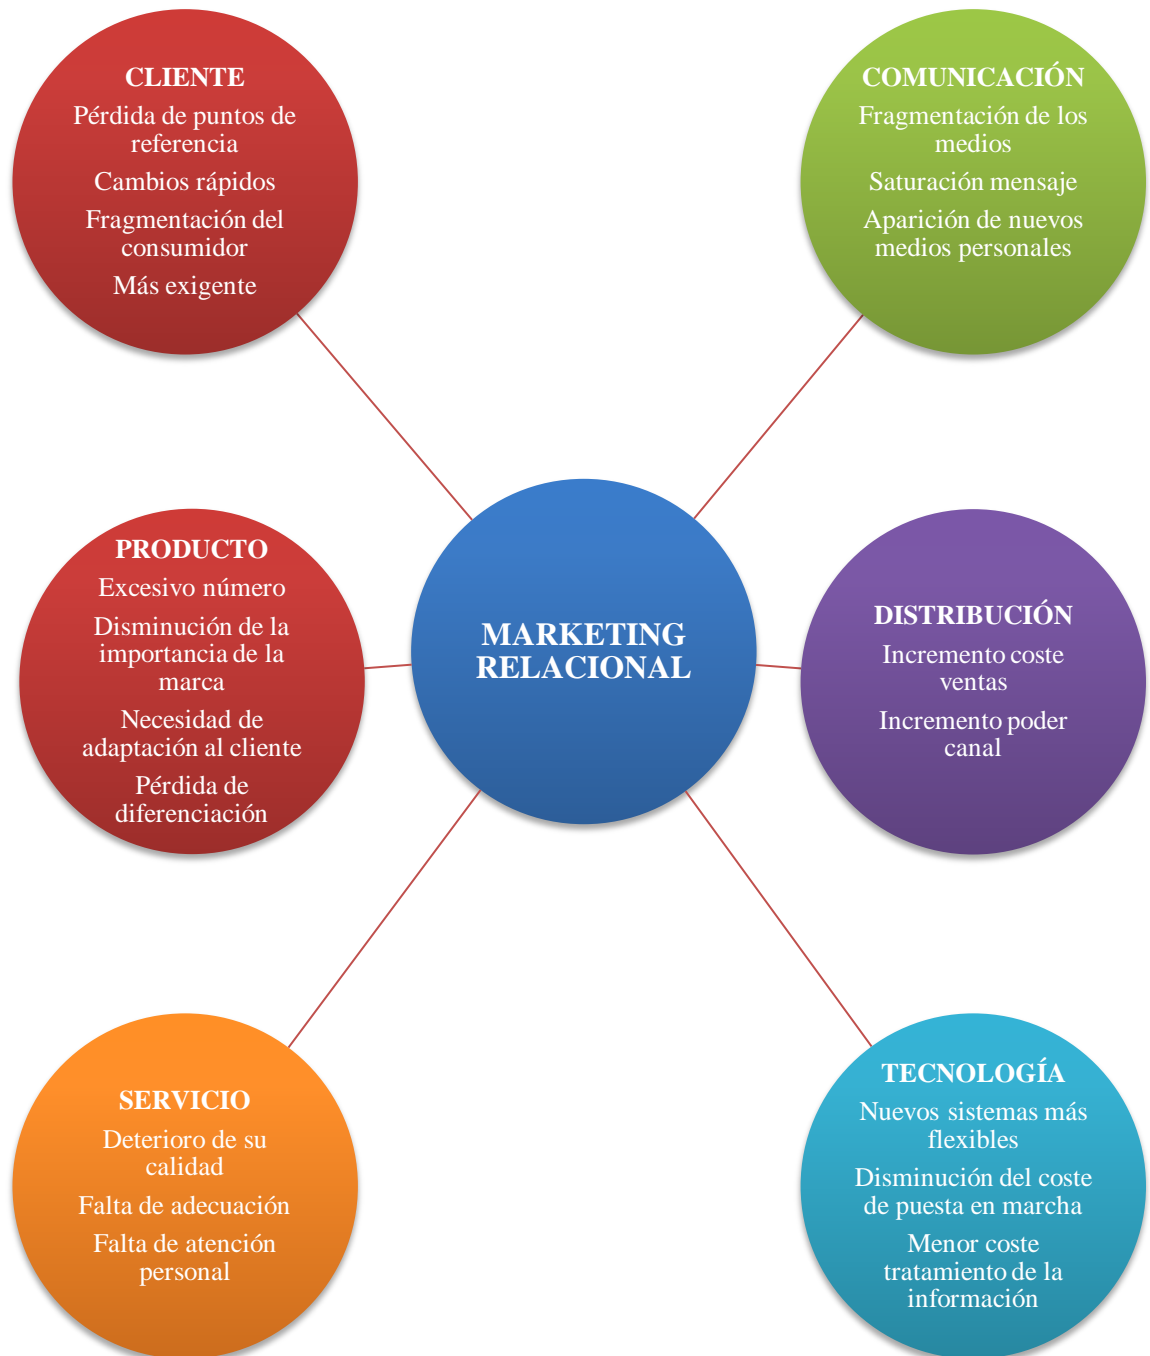 CLIENTE
Pérdida de puntos de
referencia
Cambios rápidos
Fragmentación del
consumidor
Más exigente
COMUNICACIÓN
Fragmentación de los
medios
Saturación mensaje
Aparición de nuevos
medios personales
PRODUCTO
Excesivo número
Disminución de la
importancia de la
marca
Necesidad de
adaptación al cliente
Pérdida de
diferenciación
MARKETING
RELACIONAL
DISTRIBUCIÓN
Incremento coste
ventas
Incremento poder
canal
SERVICIO
Deterioro de su
calidad
Falta de adecuación
Falta de atención
personal
TECNOLOGÍA
Nuevos sistemas más
flexibles
Disminución del coste
de puesta en marcha
Menor coste
tratamiento de la
información